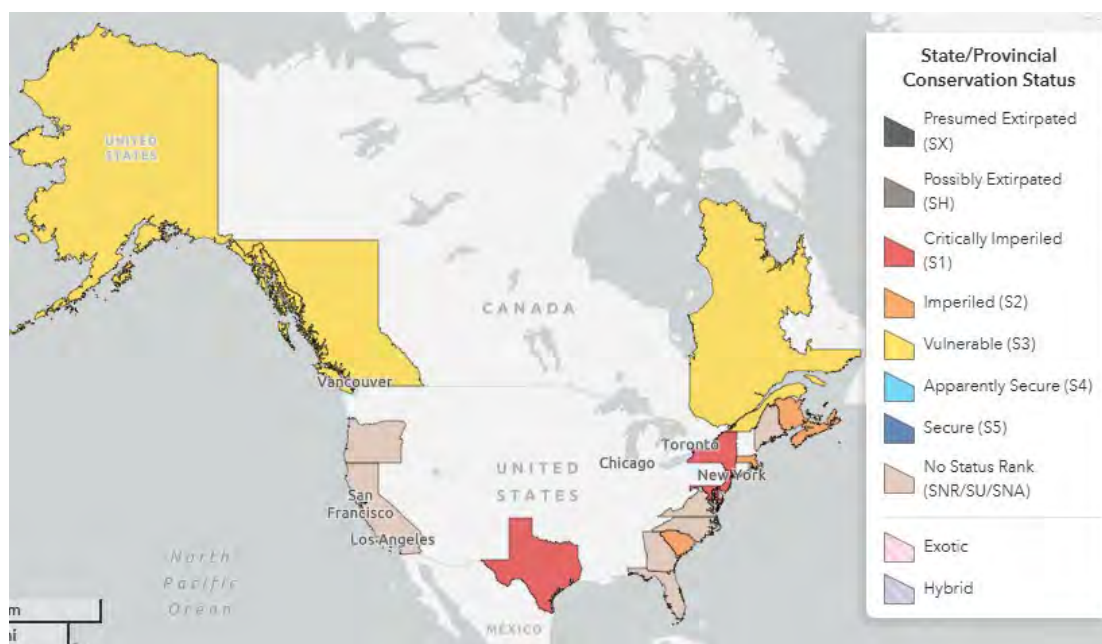 UNITED
STATES
CANADA
Vancouver
Toronto
Chicago
New York
UNITED
STATES
San
Francisco
Los Angeles
North
Pacific
Ocean
MÉXICO
m
State/Provincial
Conservation Status
Presumed Extirpated
(SX)
Possibly Extirpated
(SH)
Critically Imperiled
(S1)
Imperiled (S2)
Vulnerable (S3)
Apparently Secure (S4)
Secure (S5)
No Status Rank
(SNR/SU/SNA)
Exotic
Hybrid